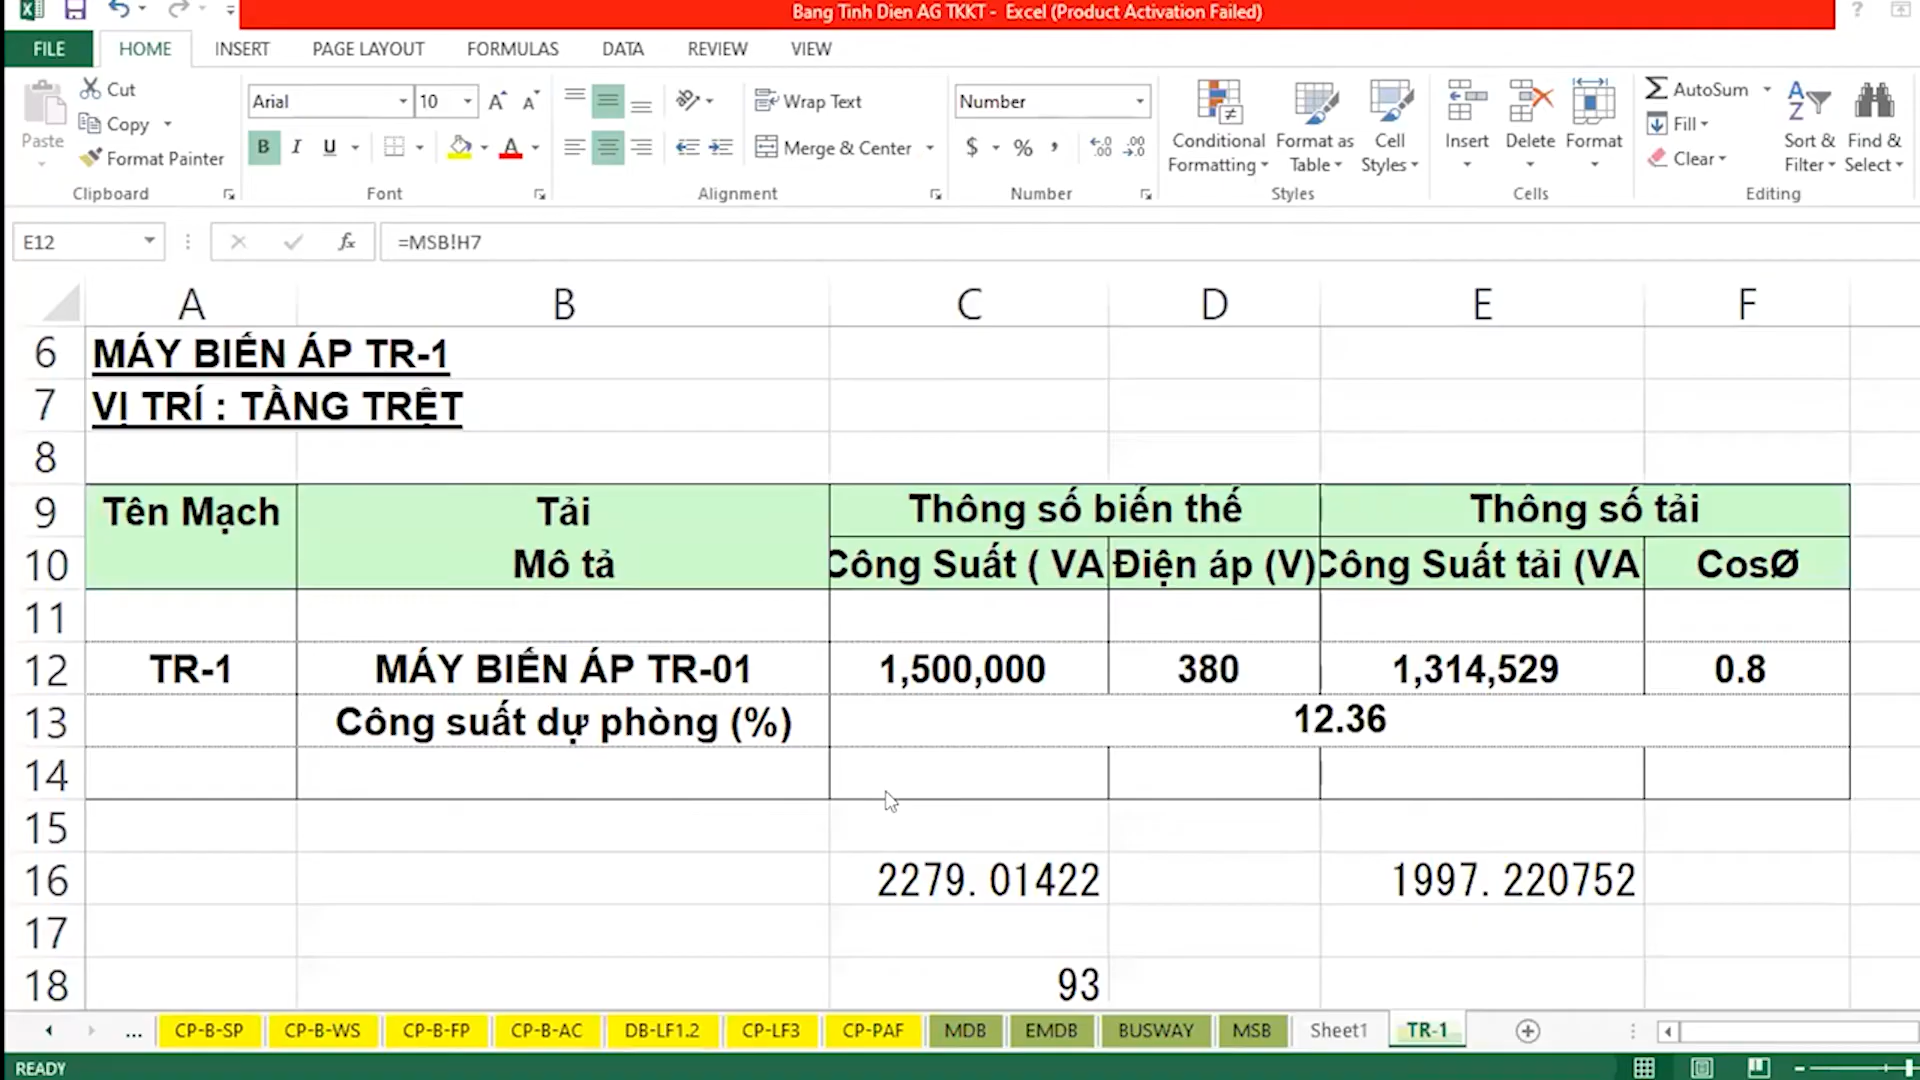 Bang Tinh Dien AG TKKT - Excel (Product Activation Failed)
FILE HOME INSERT PAGE LAYOUT FORMULAS DATA REVIEW VIEW
Paste Cut Copy Format Painter
Clipboard
Arial 10
B I U
Font
Wrap Text
Merge & Center
Alignment
Number
$ % ,
Number
Conditional Formatting
Format as Table
Cell Styles
Styles
Insert Delete Format
Cells
AutoSum
Fill
Clear
Sort & Filter
Find & Select
Editing
E12 fx =MSB!H7
A B C D E F
6 MÁY BIẾN ÁP TR-1
7 VỊ TRÍ : TẦNG TRỆT
8
9 Tên Mạch Tải Thông số biến thế Thông số tải
10 Mô tả Công Suất ( VA Điện áp (V) Công Suất tải (VA CosØ
11
12 TR-1 MÁY BIẾN ÁP TR-01 1,500,000 380 1,314,529 0.8
13 Công suất dự phòng (%) 12.36
14
15
16 2279.01422 1997.220752
17
18 93
... CP-B-SP CP-B-WS CP-B-FP CP-B-AC DB-LF1.2 CP-LF3 CP-PAF MDB EMDB BUSWAY MSB Sheet1 TR-1
READY